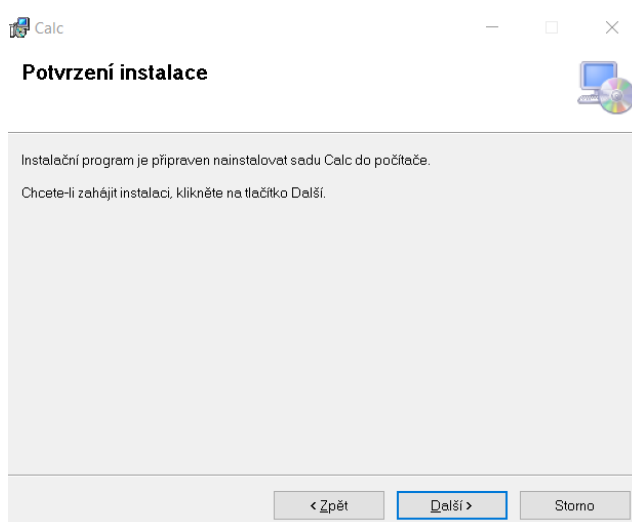 Calc
Potvrzení instalace
Instalační program je připraven nainstalovat sadu Calc do počítače.
Chcete-li zahájit instalaci, klikněte na tlačítko Další.
< Zpět
Další >
Storno